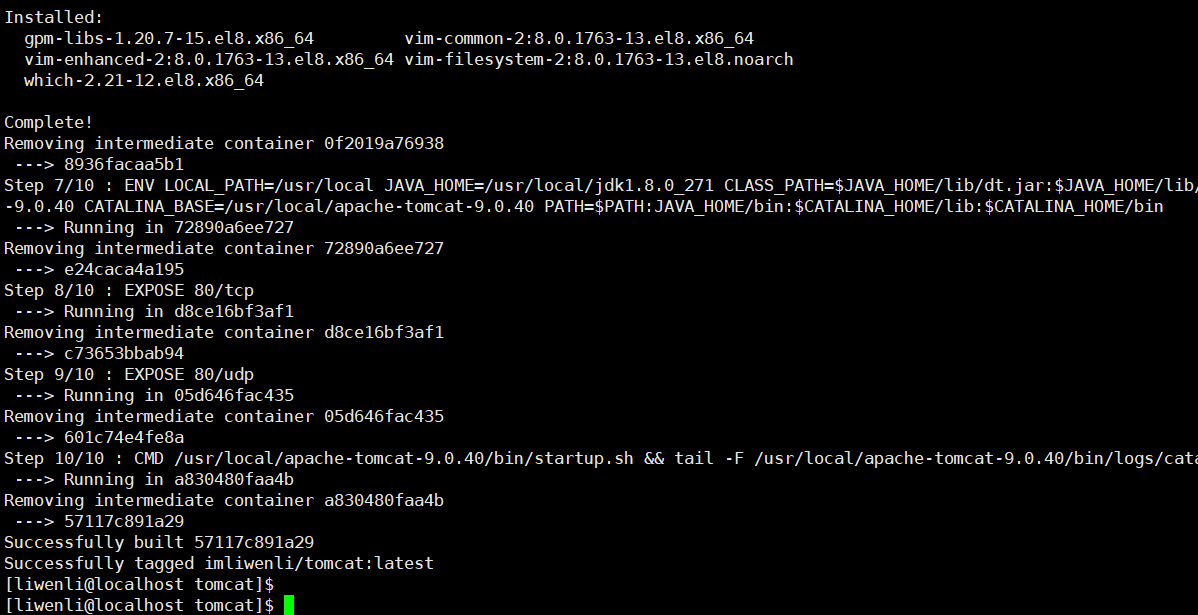 Installed:
gpm-libs-1.20.7-15.el8.x86_64 vim-common-2:8.0.1763-13.el8.x86_64
vim-enhanced-2:8.0.1763-13.el8.x86_64 vim-filesystem-2:8.0.1763-13.el8.noarch
which-2.21-12.el8.x86_64
Complete!
Removing intermediate container 0f2019a76938
---> 8936facaa5b1
Step 7/10 : ENV LOCAL_PATH=/usr/local JAVA_HOME=/usr/local/jdk1.8.0_271 CLASS_PATH=$JAVA_HOME/lib/dt.jar:$JAVA_HOME/lib/
-9.0.40 CATALINA_BASE=/usr/local/apache-tomcat-9.0.40 PATH=$PATH:JAVA_HOME/bin:$CATALINA_HOME/lib:$CATALINA_HOME/bin
---> Running in 72890a6ee727
Removing intermediate container 72890a6ee727
---> e24caca4a195
Step 8/10 : EXPOSE 80/tcp
---> Running in d8ce16bf3af1
Removing intermediate container d8ce16bf3af1
---> c73653bbab94
Step 9/10 : EXPOSE 80/udp
---> Running in 05d646fac435
Removing intermediate container 05d646fac435
---> 601c74e4fe8a
Step 10/10 : CMD /usr/local/apache-tomcat-9.0.40/bin/startup.sh && tail -F /usr/local/apache-tomcat-9.0.40/bin/logs/cata
---> Running in a830480faa4b
Removing intermediate container a830480faa4b
---> 57117c891a29
Successfully built 57117c891a29
Successfully tagged imliwenli/tomcat:latest
[liwenli@localhost tomcat]$
[liwenli@localhost tomcat]$